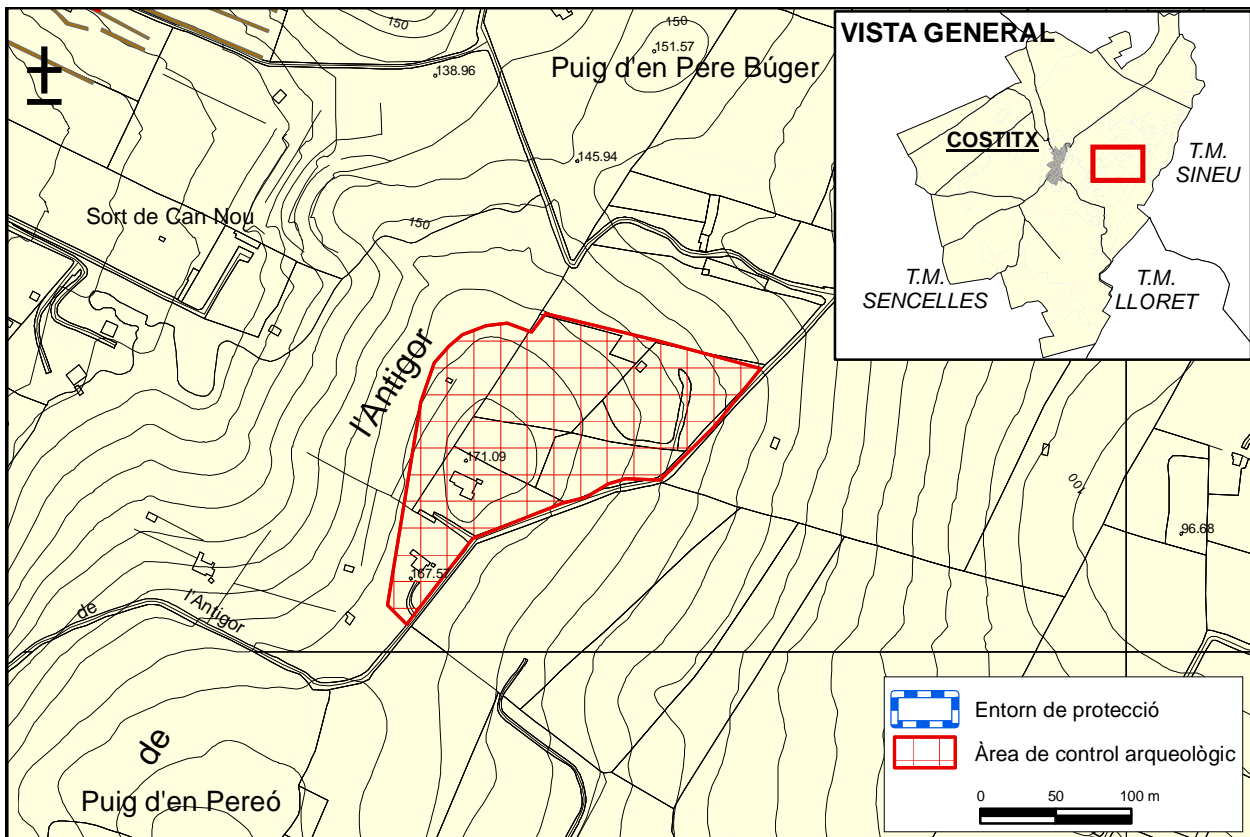 150
150
151.57
138.96
Puig d'en Pere Búger
145.94
Sort de Can Nou
150
l'Antigor
171.09
167.57
de
l'Antigor
de
Puig d'en Pereó
100
96.68
VISTA GENERAL
COSTITX
T.M.
SINEU
T.M.
SENCELLES
T.M.
LLORET
Entorn de protecció
Àrea de control arqueològic
0 50 100 m